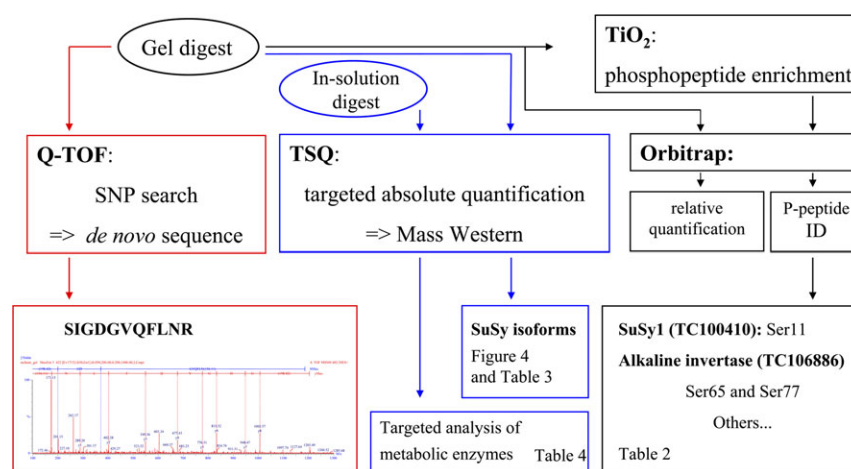 Gel digest
TiO2:
phosphopeptide enrichment
In-solution
digest
Q-TOF:
SNP search
=> de novo sequence
TSQ:
targeted absolute quantification
=> Mass Western
Orbitrap:
relative
quantification
P-peptide
ID
SIGDGVQFLNR
SuSy isoforms
Figure 4
and Table 3
Targeted analysis of
metabolic enzymes Table 4
SuSy1 (TC100410): Ser11
Alkaline invertase (TC106886)
Ser65 and Ser77
Others...
Table 2